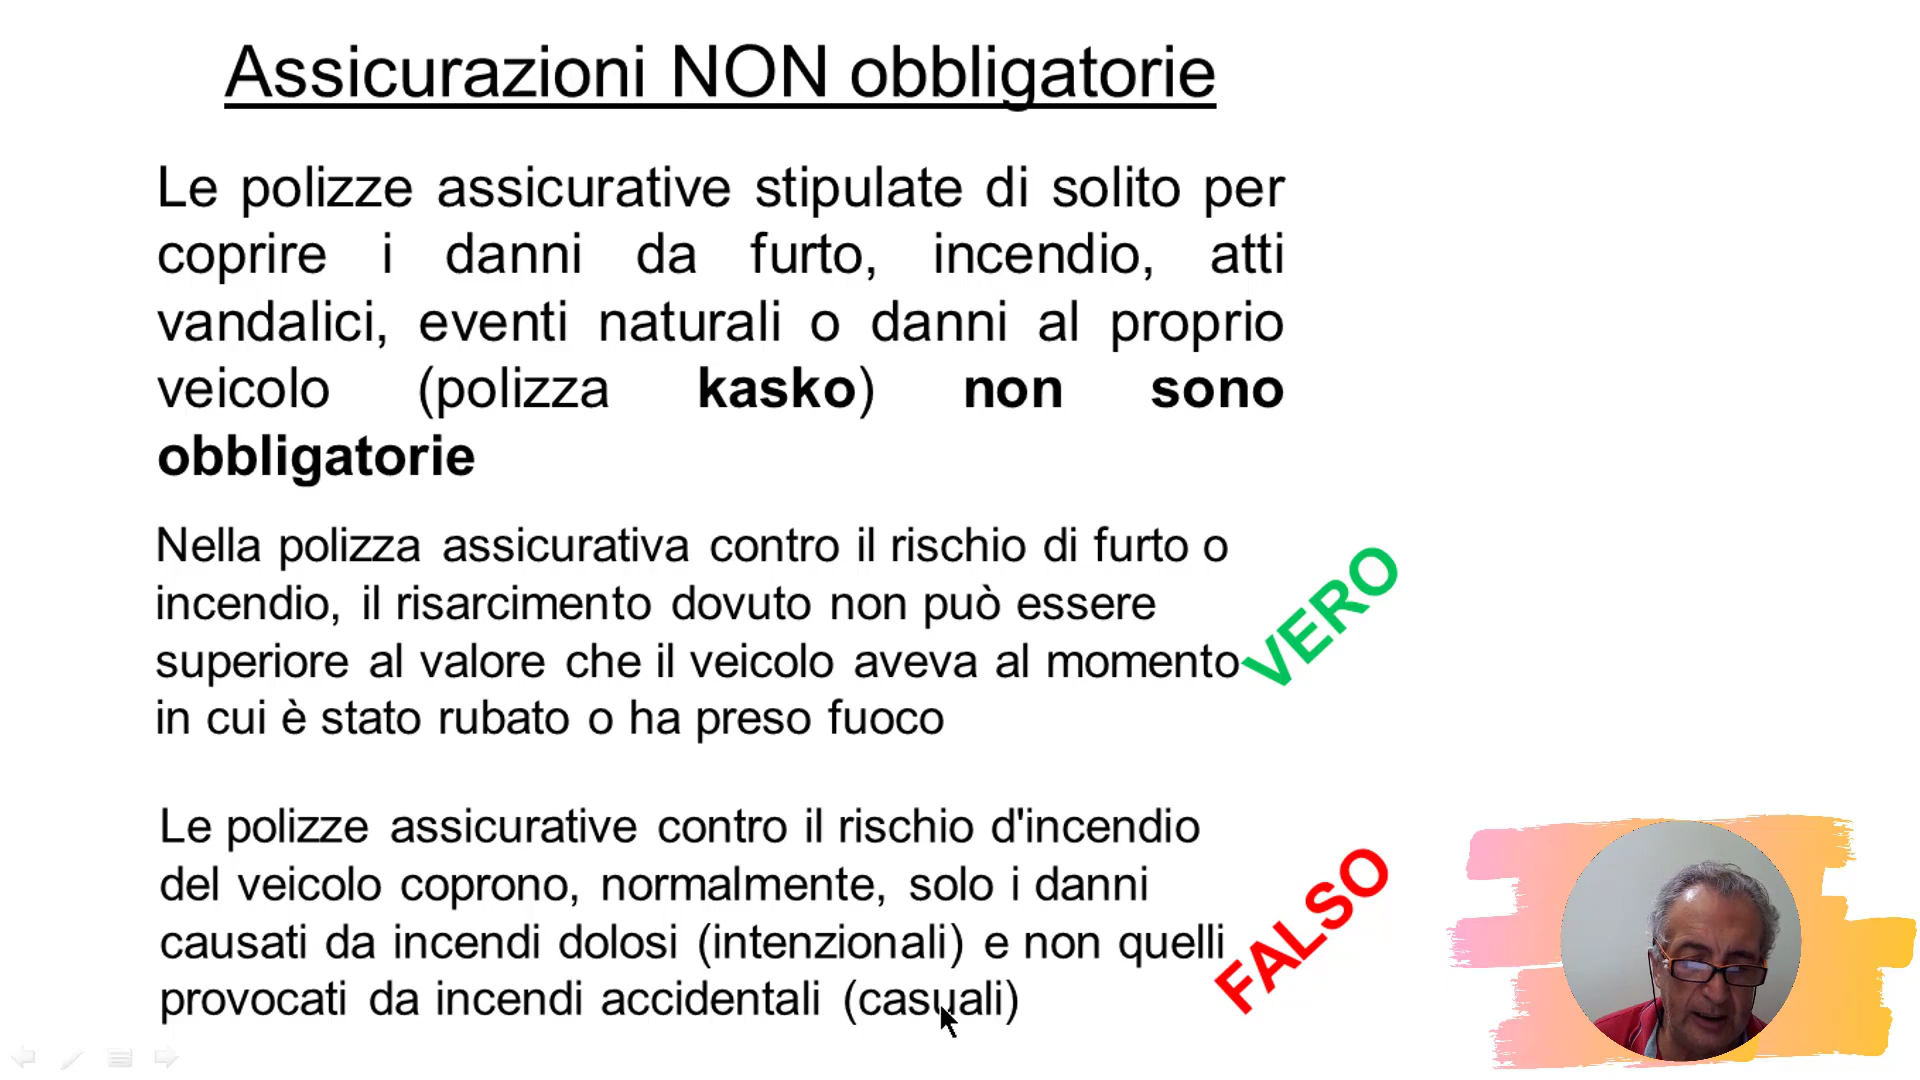 Assicurazioni NON obbligatorie
Le polizze assicurative stipulate di solito per
coprire i danni da furto, incendio, atti
vandalici, eventi naturali o danni al proprio
veicolo (polizza kasko) non sono
obbligatorie
Nella polizza assicurativa contro il rischio di furto o
incendio, il risarcimento dovuto non può essere
superiore al valore che il veicolo aveva al momento
in cui è stato rubato o ha preso fuoco
VERO
Le polizze assicurative contro il rischio d'incendio
del veicolo coprono, normalmente, solo i danni
causati da incendi dolosi (intenzionali) e non quelli
provocati da incendi accidentali (casuali)
FALSO